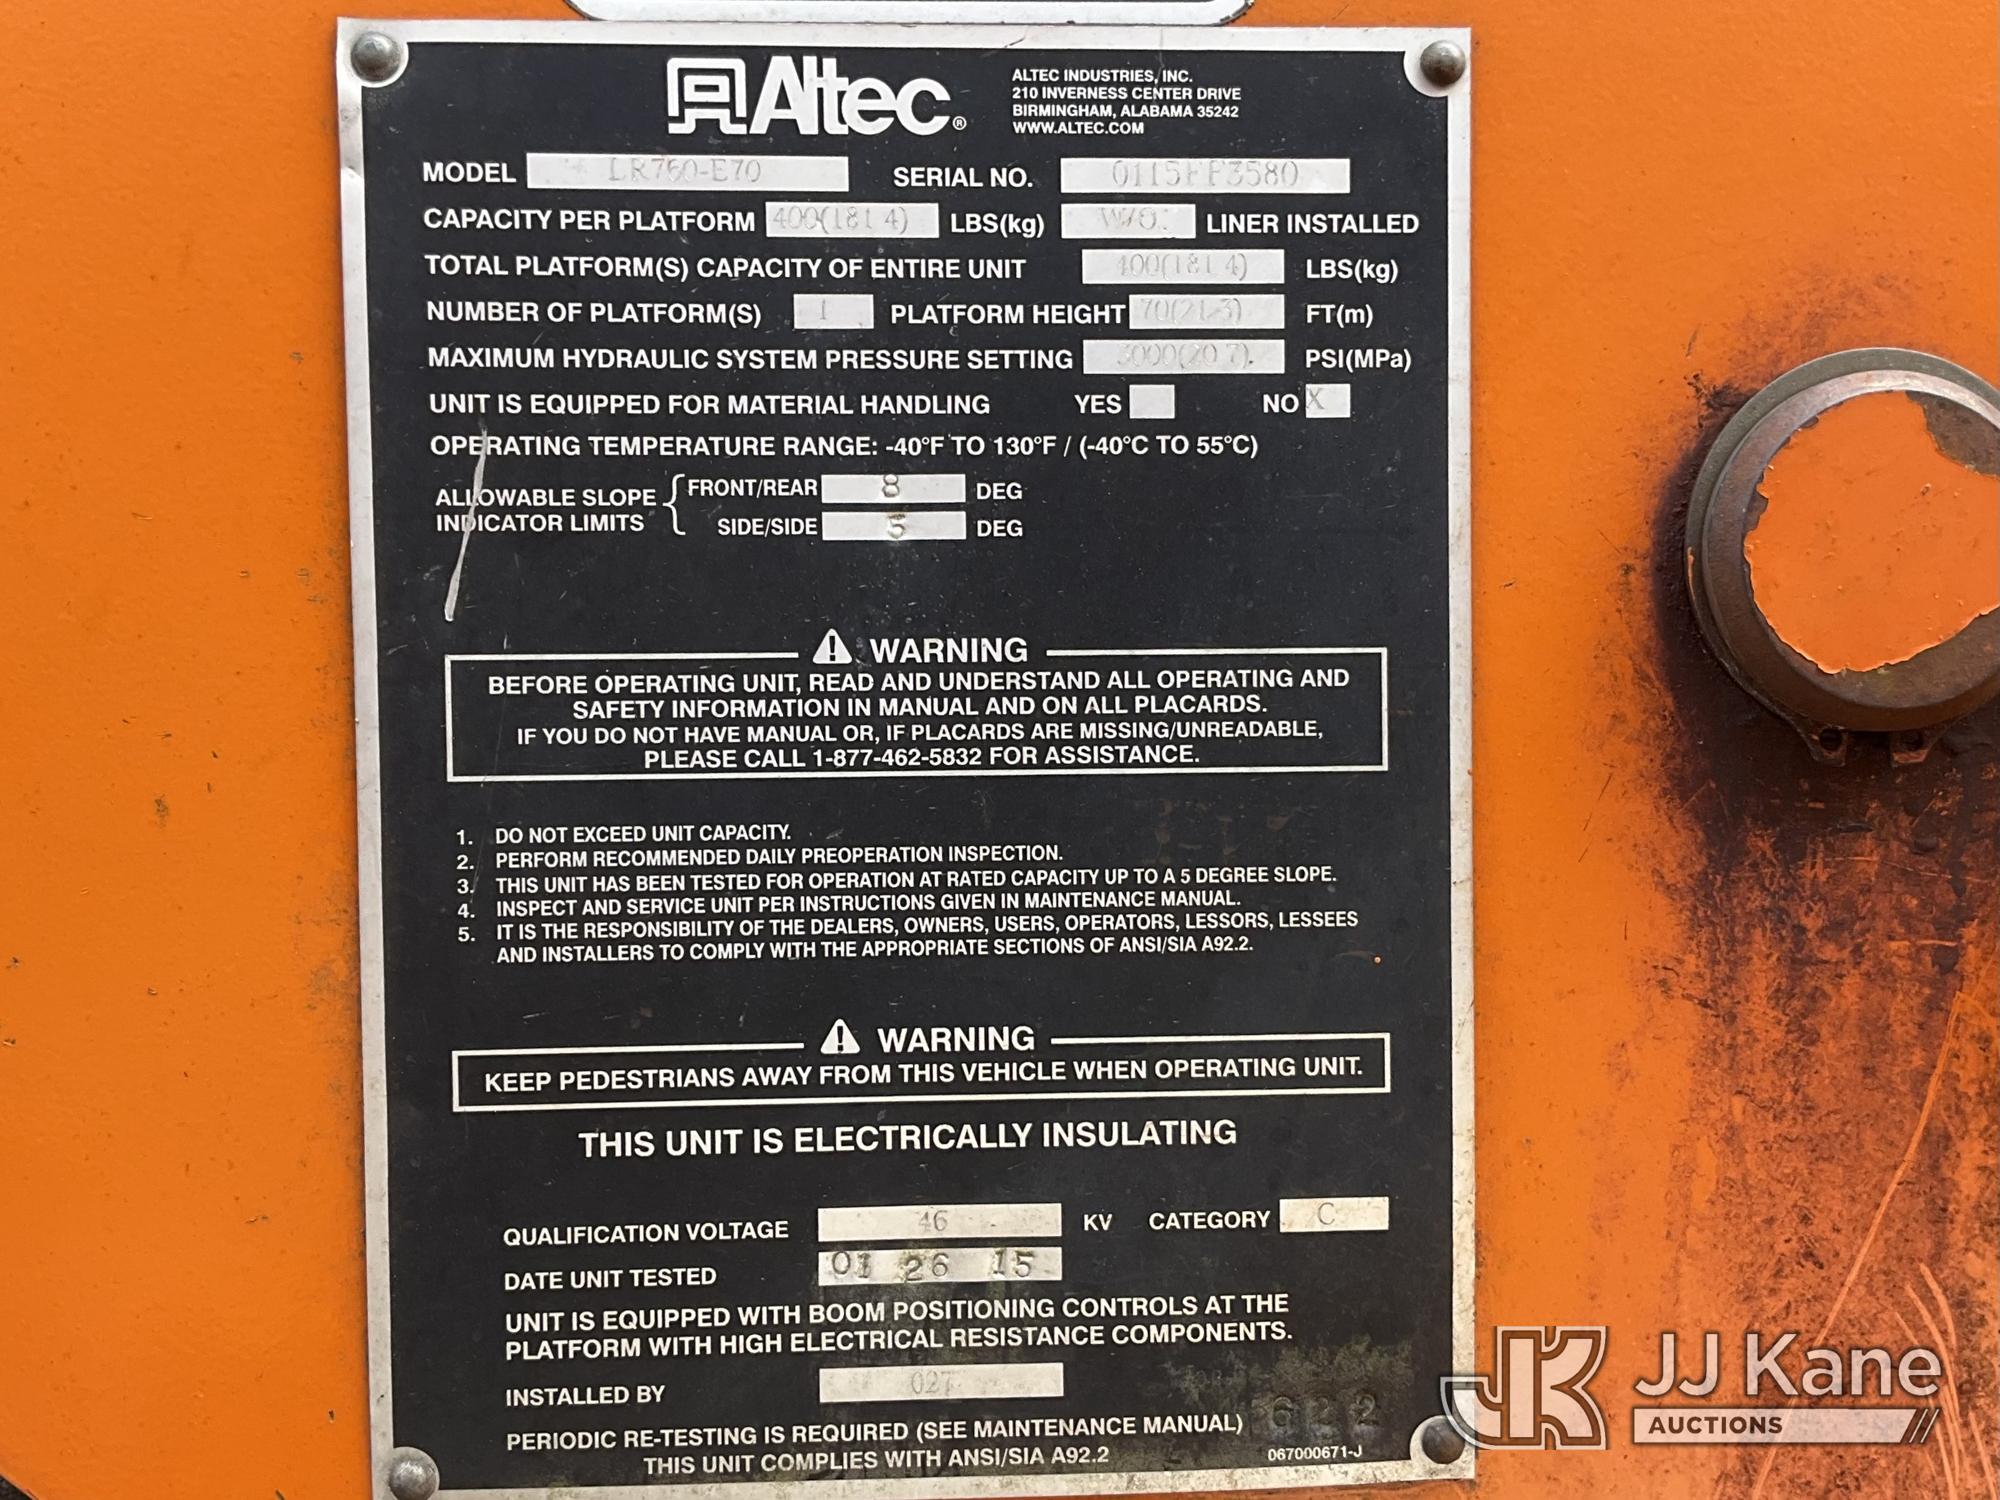 Altec®
ALTEC INDUSTRIES, INC.
210 INVERNESS CENTER DRIVE
BIRMINGHAM, ALABAMA 35242
WWW.ALTEC.COM
MODEL LR760-E70 SERIAL NO. 0115FF3580
CAPACITY PER PLATFORM 400(181.4) LBS(kg) W/O LINER INSTALLED
TOTAL PLATFORM(S) CAPACITY OF ENTIRE UNIT 400(181.4) LBS(kg)
NUMBER OF PLATFORM(S) 1 PLATFORM HEIGHT 70(21.3) FT(m)
MAXIMUM HYDRAULIC SYSTEM PRESSURE SETTING 3000(20.7) PSI(MPa)
UNIT IS EQUIPPED FOR MATERIAL HANDLING YES NO X
OPERATING TEMPERATURE RANGE: -40°F TO 130°F / (-40°C TO 55°C)
ALLOWABLE SLOPE INDICATOR LIMITS
FRONT/REAR 8 DEG
SIDE/SIDE 5 DEG
⚠ WARNING
BEFORE OPERATING UNIT, READ AND UNDERSTAND ALL OPERATING AND
SAFETY INFORMATION IN MANUAL AND ON ALL PLACARDS.
IF YOU DO NOT HAVE MANUAL OR, IF PLACARDS ARE MISSING/UNREADABLE,
PLEASE CALL 1-877-462-5832 FOR ASSISTANCE.
1. DO NOT EXCEED UNIT CAPACITY.
2. PERFORM RECOMMENDED DAILY PREOPERATION INSPECTION.
3. THIS UNIT HAS BEEN TESTED FOR OPERATION AT RATED CAPACITY UP TO A 5 DEGREE SLOPE.
4. INSPECT AND SERVICE UNIT PER INSTRUCTIONS GIVEN IN MAINTENANCE MANUAL.
5. IT IS THE RESPONSIBILITY OF THE DEALERS, OWNERS, USERS, OPERATORS, LESSORS, LESSEES
AND INSTALLERS TO COMPLY WITH THE APPROPRIATE SECTIONS OF ANSI/SIA A92.2.
⚠ WARNING
KEEP PEDESTRIANS AWAY FROM THIS VEHICLE WHEN OPERATING UNIT.
THIS UNIT IS ELECTRICALLY INSULATING
QUALIFICATION VOLTAGE 46 KV CATEGORY C
DATE UNIT TESTED 01 26 15
UNIT IS EQUIPPED WITH BOOM POSITIONING CONTROLS AT THE
PLATFORM WITH HIGH ELECTRICAL RESISTANCE COMPONENTS.
INSTALLED BY 027
PERIODIC RE-TESTING IS REQUIRED (SEE MAINTENANCE MANUAL) 622
THIS UNIT COMPLIES WITH ANSI/SIA A92.2
067000671-J
JK JJ Kane
AUCTIONS